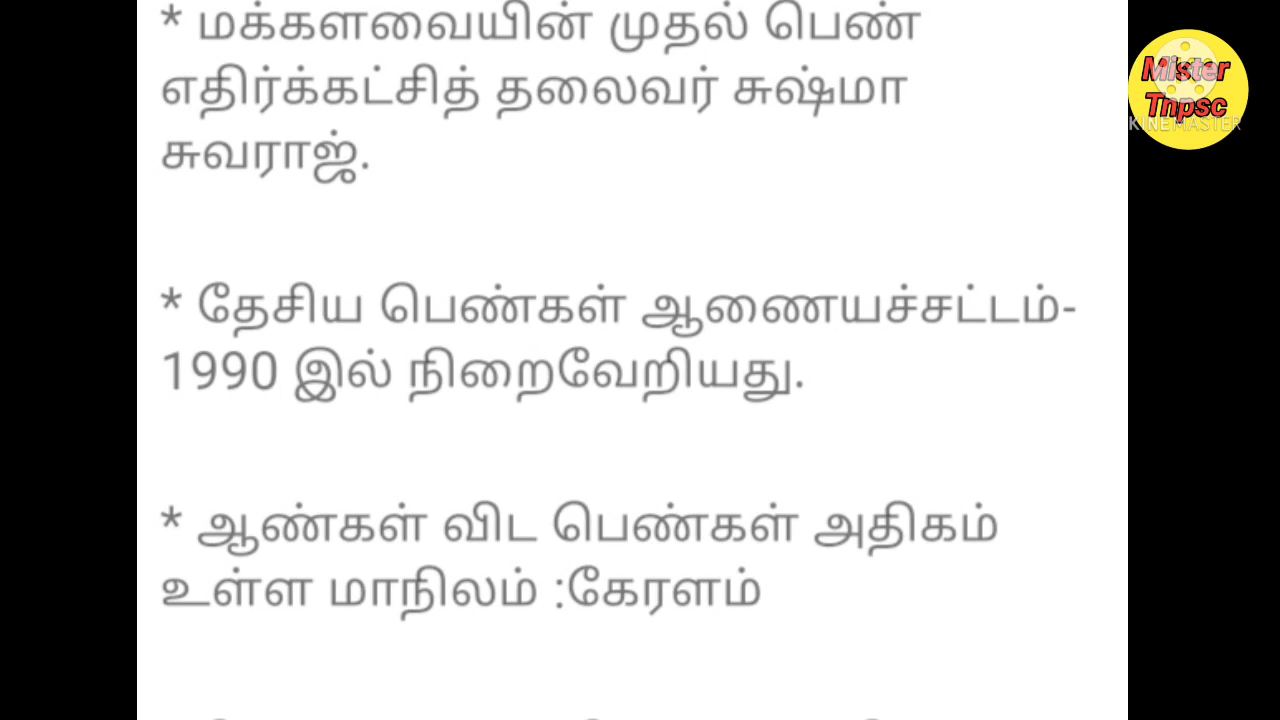 * மக்களவையின் முதல் பெண்
எதிர்க்கட்சித் தலைவர் சுஷ்மா
சுவராஜ்.
* தேசிய பெண்கள் ஆணையச்சட்டம்-
1990 இல் நிறைவேறியது.
* ஆண்கள் விட பெண்கள் அதிகம்
உள்ள மாநிலம் :கேரளம்
Mister
Tnpsc
KINEMASTER